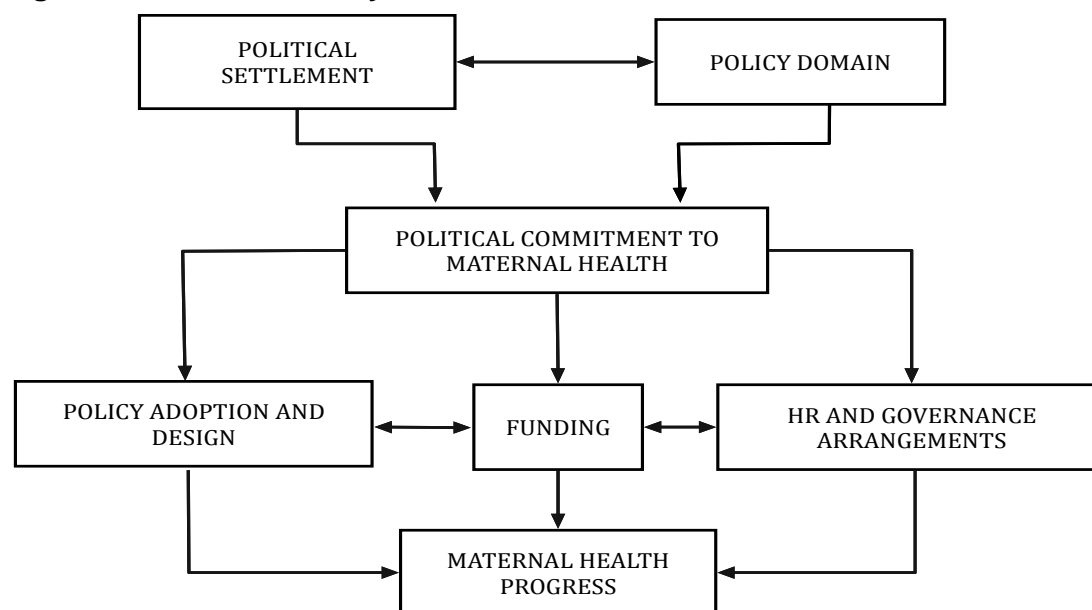 POLITICAL
SETTLEMENT
POLICY DOMAIN
POLITICAL COMMITMENT TO
MATERNAL HEALTH
POLICY ADOPTION AND
DESIGN
FUNDING
HR AND GOVERNANCE
ARRANGEMENTS
MATERNAL HEALTH
PROGRESS